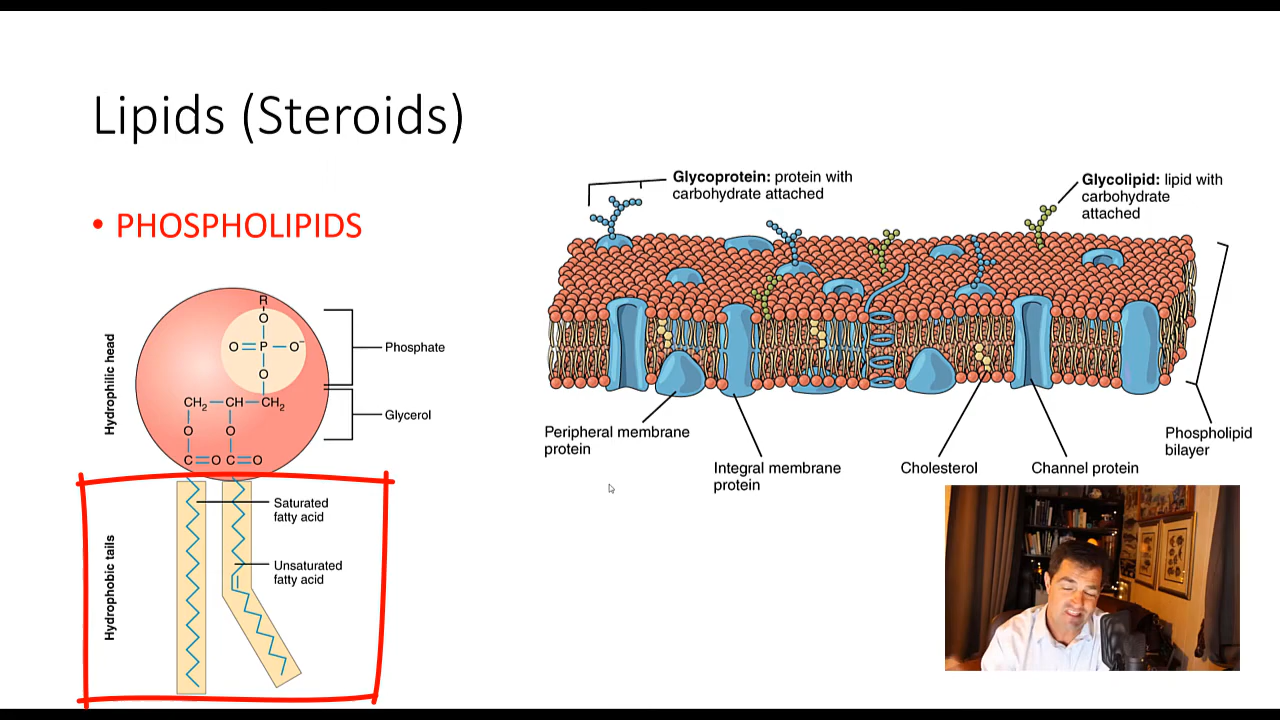 Lipids (Steroids)
• PHOSPHOLIPIDS
Hydrophilic head
R
O
O=P—O⁻
O
CH2—CH—CH2
O O
C=O C=O
Phosphate
Glycerol
Hydrophobic tails
Saturated
fatty acid
Unsaturated
fatty acid
Glycoprotein: protein with
carbohydrate attached
Glycolipid: lipid with
carbohydrate
attached
Peripheral membrane
protein
Integral membrane
protein
Cholesterol
Channel protein
Phospholipid
bilayer